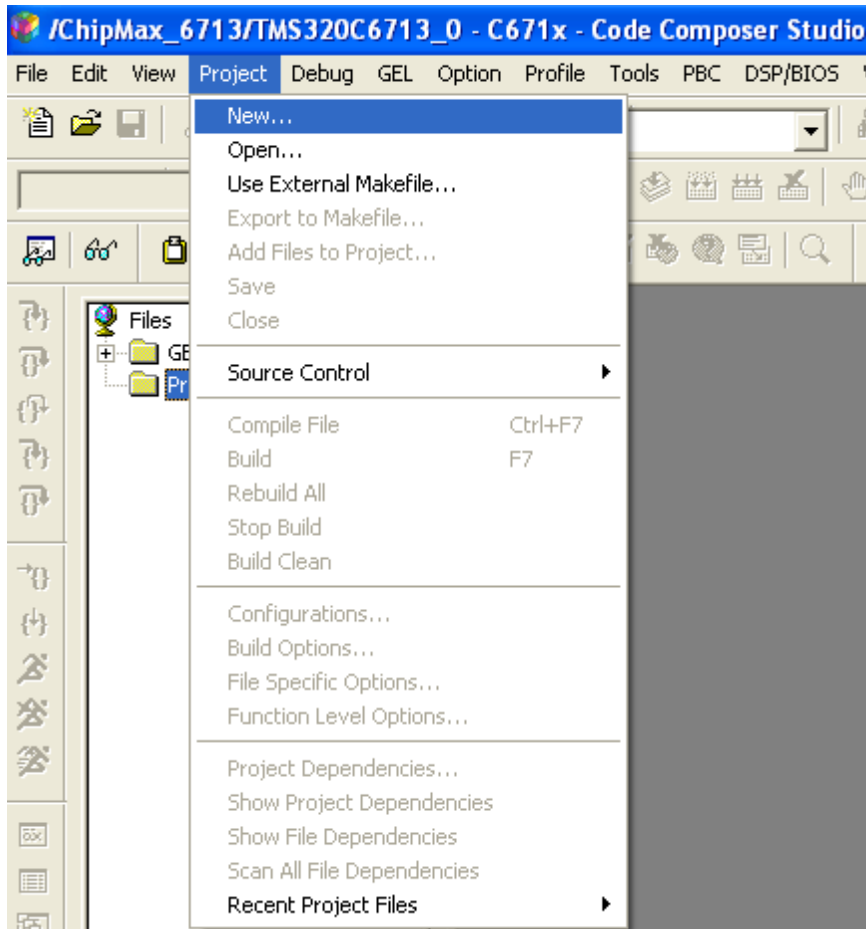 /ChipMax_6713/TMS320C6713_0 - C671x - Code Composer Studio
File Edit View Project Debug GEL Option Profile Tools PBC DSP/BIOS
New...
Open...
Use External Makefile...
Export to Makefile...
Add Files to Project...
Save
Files
Close
GE
Source Control
Pr
Compile File Ctrl+F7
Build F7
Rebuild All
Stop Build
Build Clean
Configurations...
Build Options...
File Specific Options...
Function Level Options...
Project Dependencies...
Show Project Dependencies
Show File Dependencies
Scan All File Dependencies
Recent Project Files